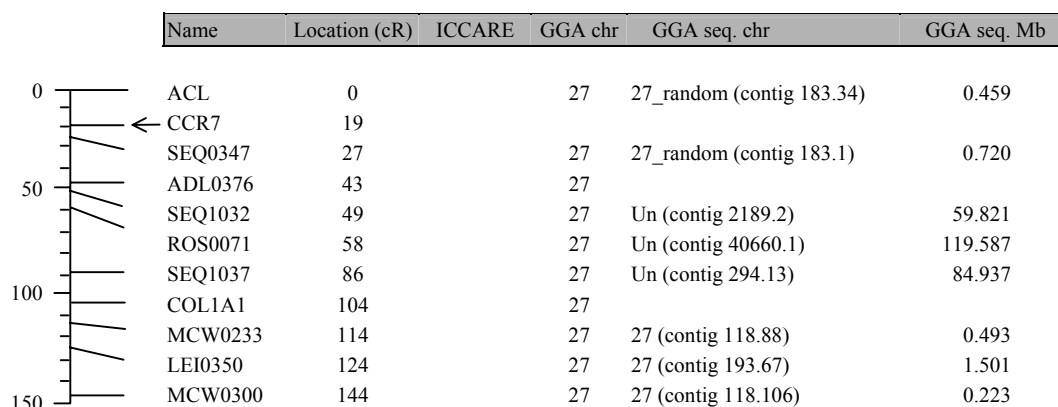 Name Location (cR) ICCARE GGA chr GGA seq. chr GGA seq. Mb
0 ACL 0 27 27_random (contig 183.34) 0.459
CCR7 19
SEQ0347 27 27 27_random (contig 183.1) 0.720
50 ADL0376 43 27
SEQ1032 49 27 Un (contig 2189.2) 59.821
ROS0071 58 27 Un (contig 40660.1) 119.587
SEQ1037 86 27 Un (contig 294.13) 84.937
100 COL1A1 104 27
MCW0233 114 27 27 (contig 118.88) 0.493
LEI0350 124 27 27 (contig 193.67) 1.501
150 MCW0300 144 27 27 (contig 118.106) 0.223